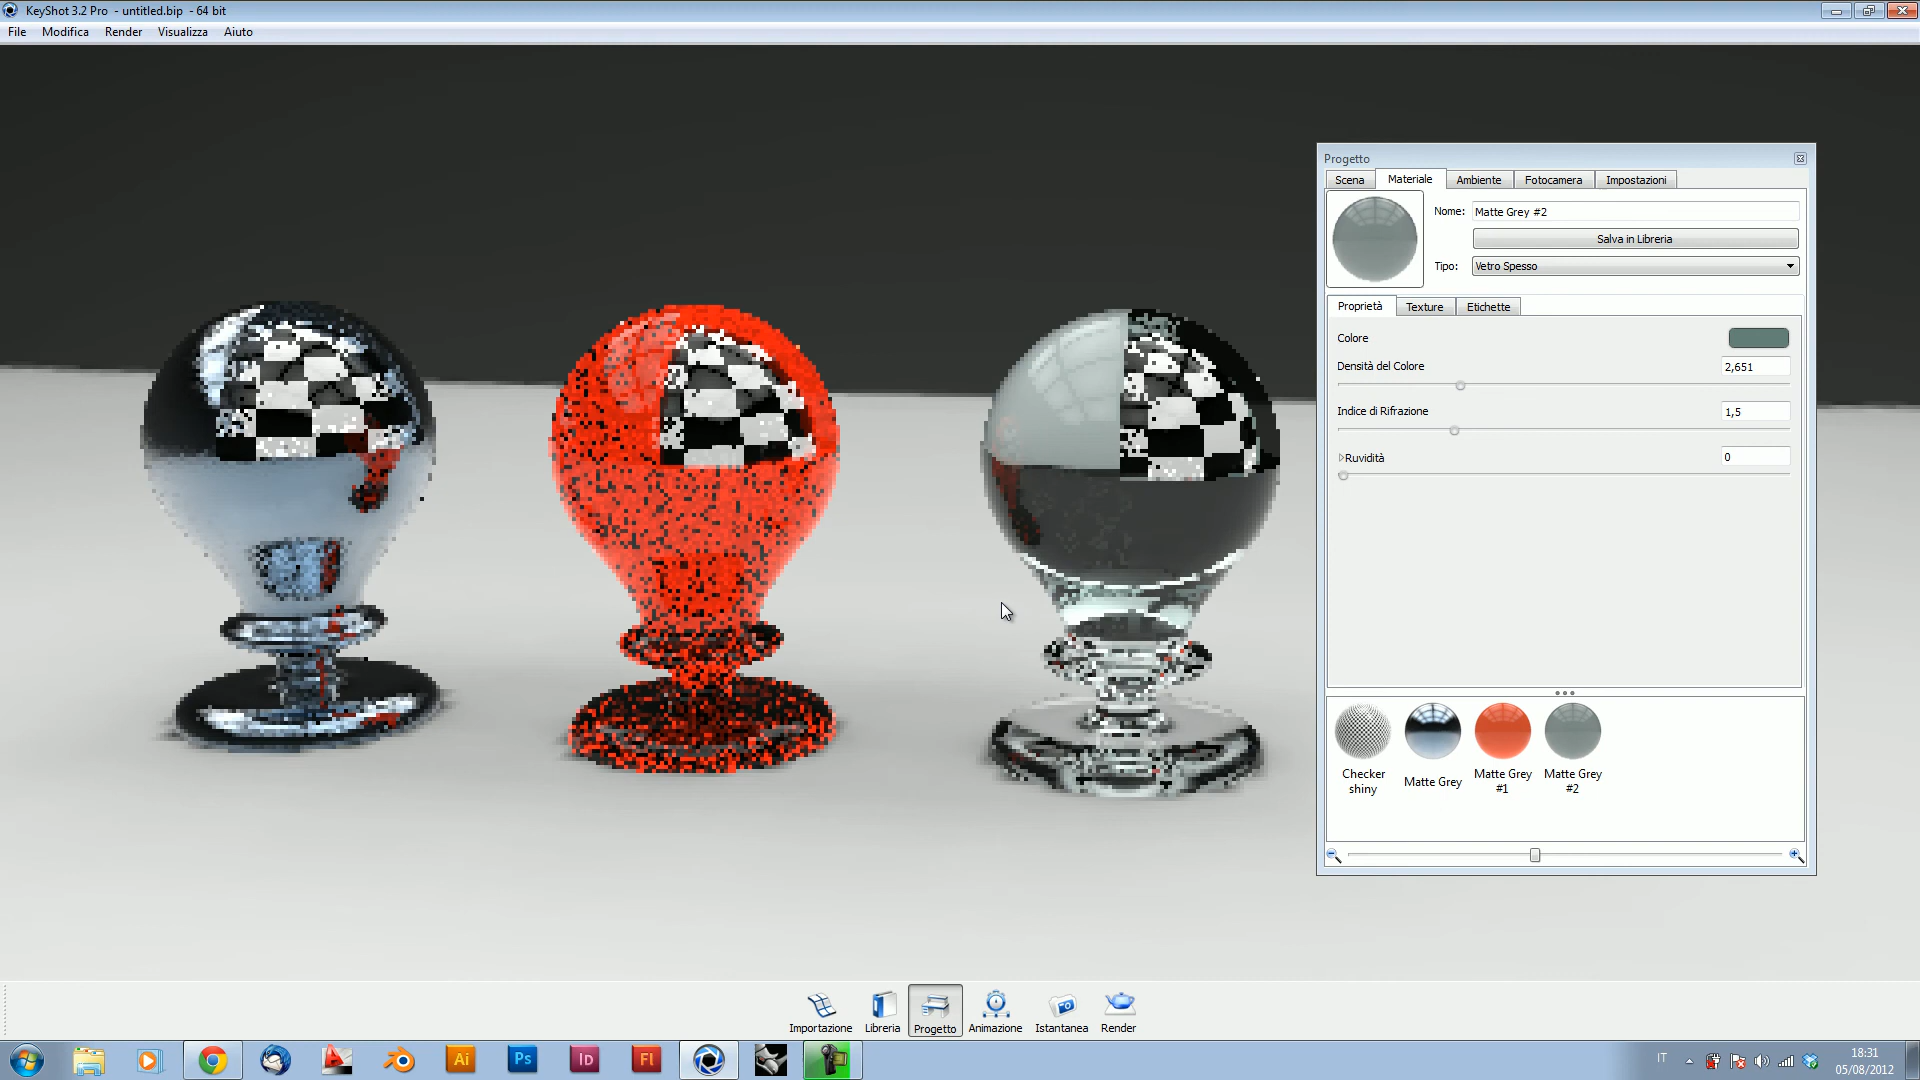 KeyShot 3.2 Pro - untitled.bip - 64 bit
File Modifica Render Visualizza Aiuto
Progetto
Scena Materiale Ambiente Fotocamera Impostazioni
Nome: Matte Grey #2
Salva in Libreria
Tipo: Vetro Spesso
Proprietà Texture Etichette
Colore
Densità del Colore 2,651
Indice di Rifrazione 1,5
Ruvidità 0
Checker shiny
Matte Grey
Matte Grey #1
Matte Grey #2
Importazione Libreria Progetto Animazione Istantanea Render
Ai Ps Id Fl
IT
18:31
05/08/2012